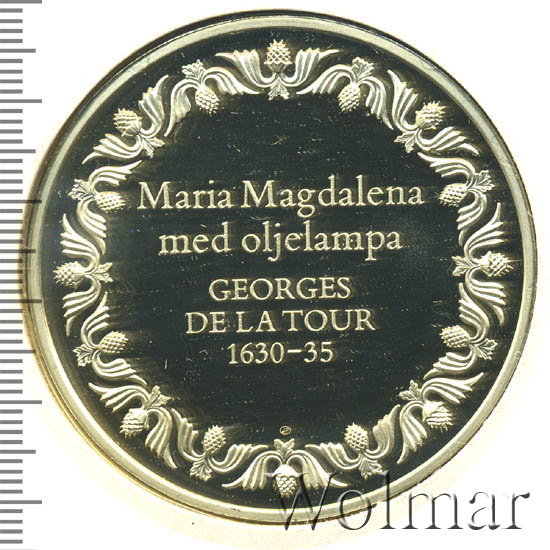 Maria Magdalena
med oljelampa
GEORGES
DE LA TOUR
1630-35
Wolmar